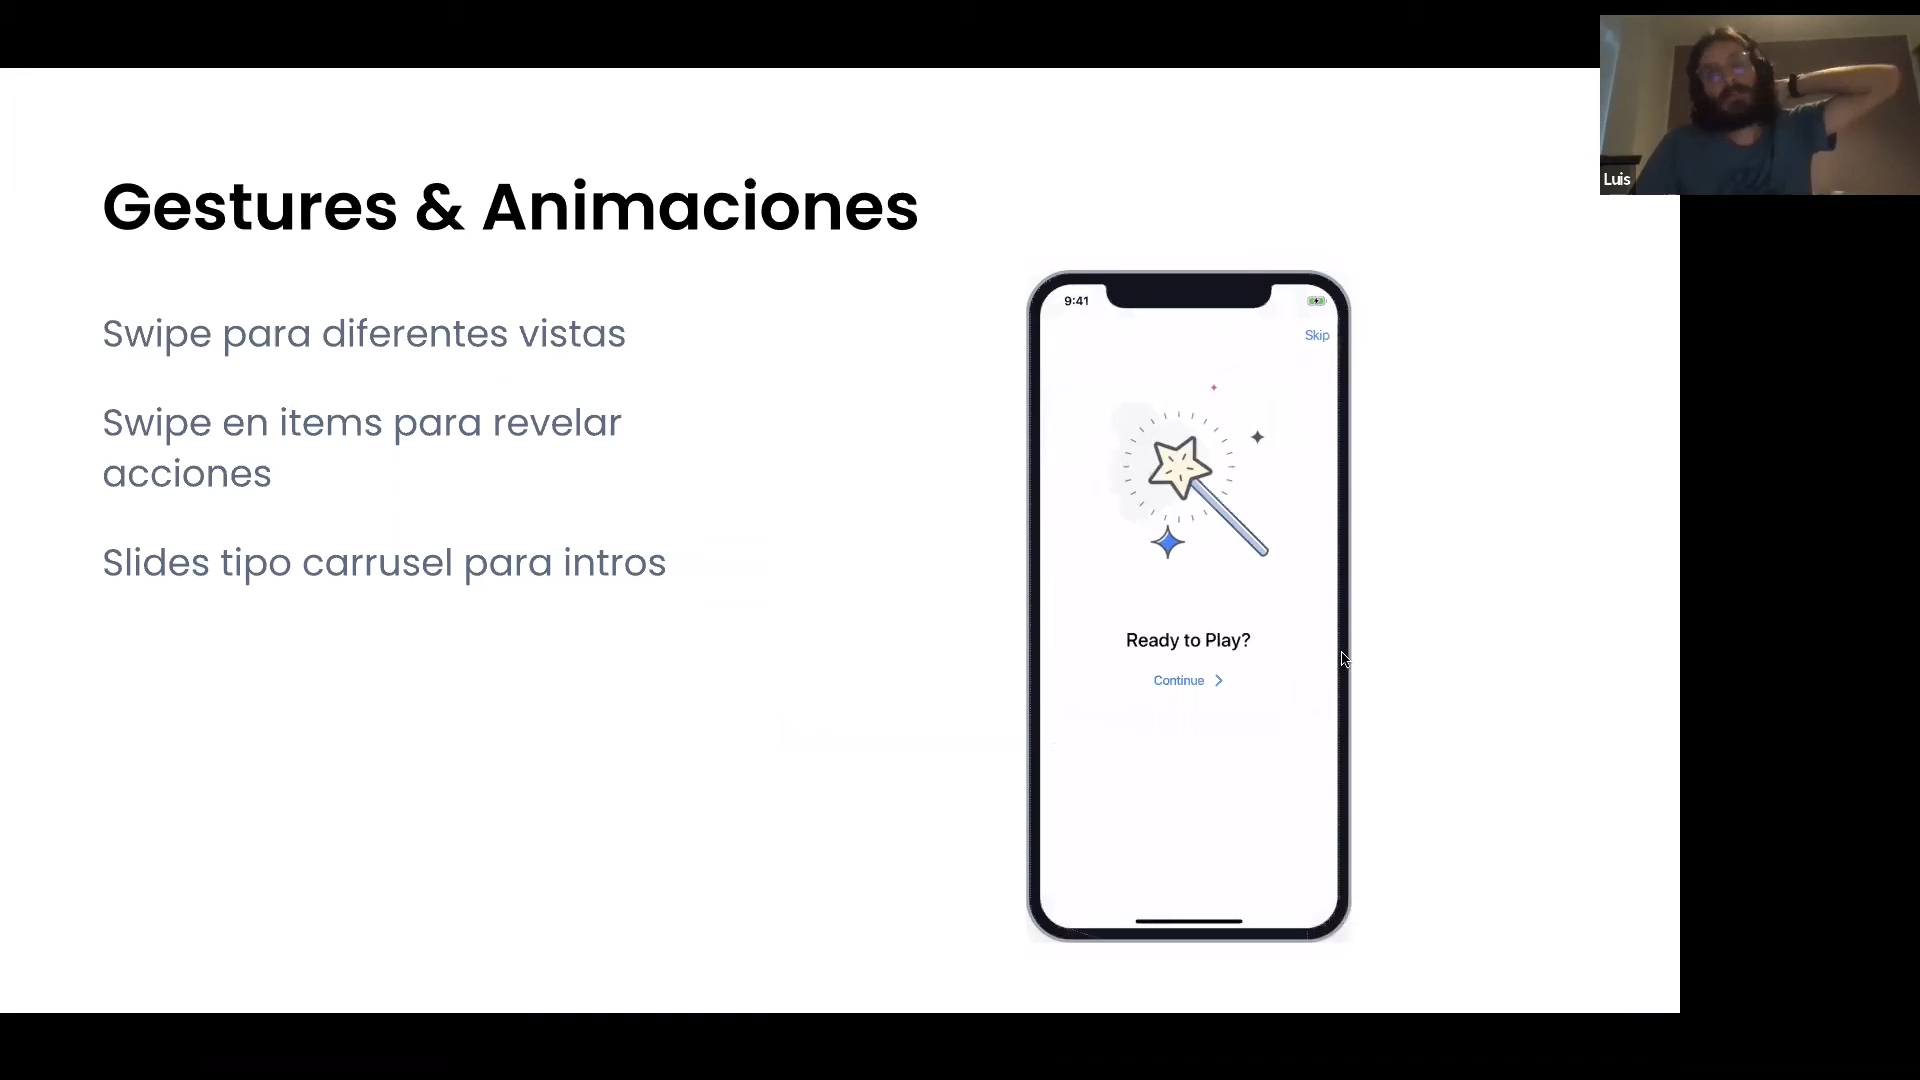 Luis
Gestures & Animaciones
Swipe para diferentes vistas
Swipe en items para revelar
acciones
Slides tipo carrusel para intros
9:41
Skip
Ready to Play?
Continue